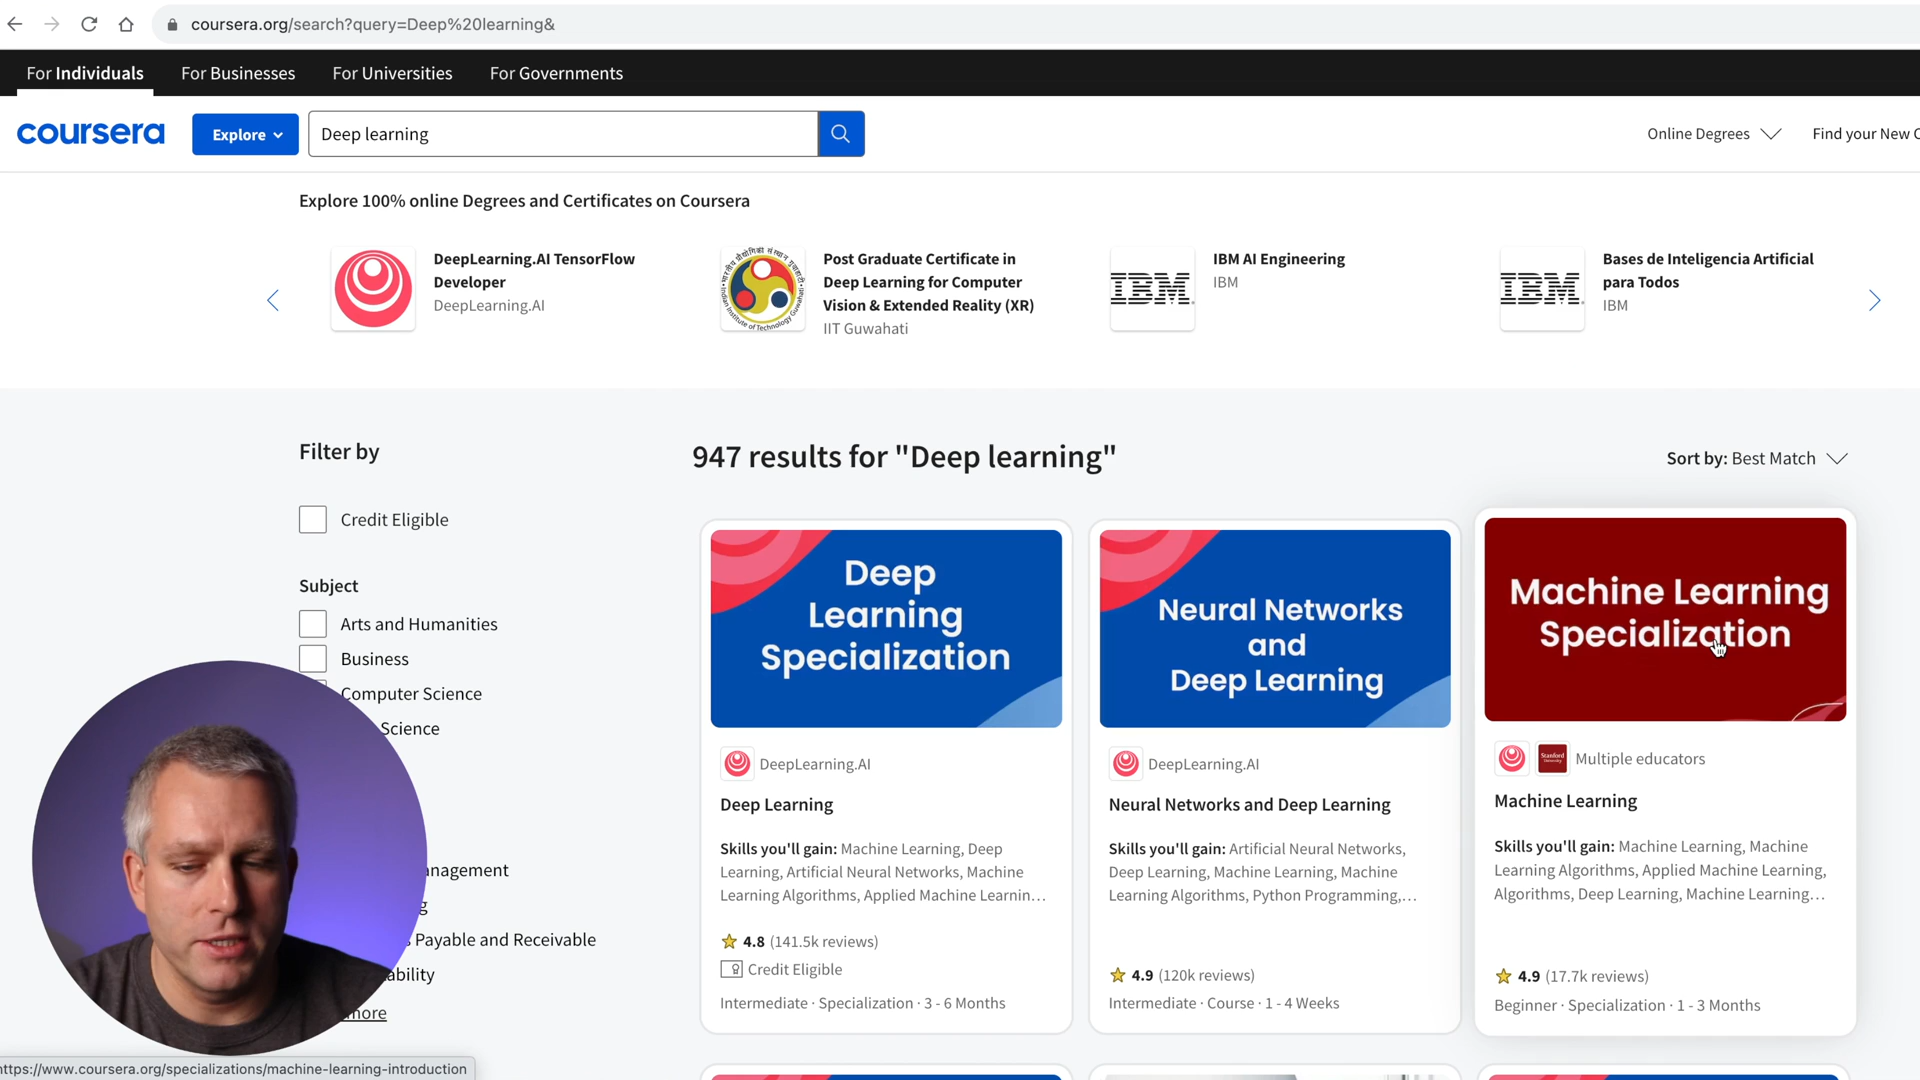 coursera.org/search?query=Deep%20learning&
For Individuals
For Businesses
For Universities
For Governments
coursera
Explore
Deep learning
Online Degrees
Find your New
Explore 100% online Degrees and Certificates on Coursera
DeepLearning.AI TensorFlow
Developer
DeepLearning.AI
Post Graduate Certificate in
Deep Learning for Computer
Vision & Extended Reality (XR)
IIT Guwahati
IBM
IBM AI Engineering
IBM
IBM
Bases de Inteligencia Artificial
para Todos
IBM
Filter by
Credit Eligible
Subject
Arts and Humanities
Business
Computer Science
Science
nagement
g
Payable and Receivable
ability
more
947 results for "Deep learning"
Sort by: Best Match
Deep
Learning
Specialization
DeepLearning.AI
Deep Learning
Skills you'll gain: Machine Learning, Deep
Learning, Artificial Neural Networks, Machine
Learning Algorithms, Applied Machine Learnin...
4.8 (141.5k reviews)
Credit Eligible
Intermediate · Specialization · 3 - 6 Months
Neural Networks
and
Deep Learning
DeepLearning.AI
Neural Networks and Deep Learning
Skills you'll gain: Artificial Neural Networks,
Deep Learning, Machine Learning, Machine
Learning Algorithms, Python Programming,...
4.9 (120k reviews)
Intermediate · Course · 1 - 4 Weeks
Machine Learning
Specialization
Stanford
University
Multiple educators
Machine Learning
Skills you'll gain: Machine Learning, Machine
Learning Algorithms, Applied Machine Learning,
Algorithms, Deep Learning, Machine Learning...
4.9 (17.7k reviews)
Beginner · Specialization · 1 - 3 Months
https://www.coursera.org/specializations/machine-learning-introduction